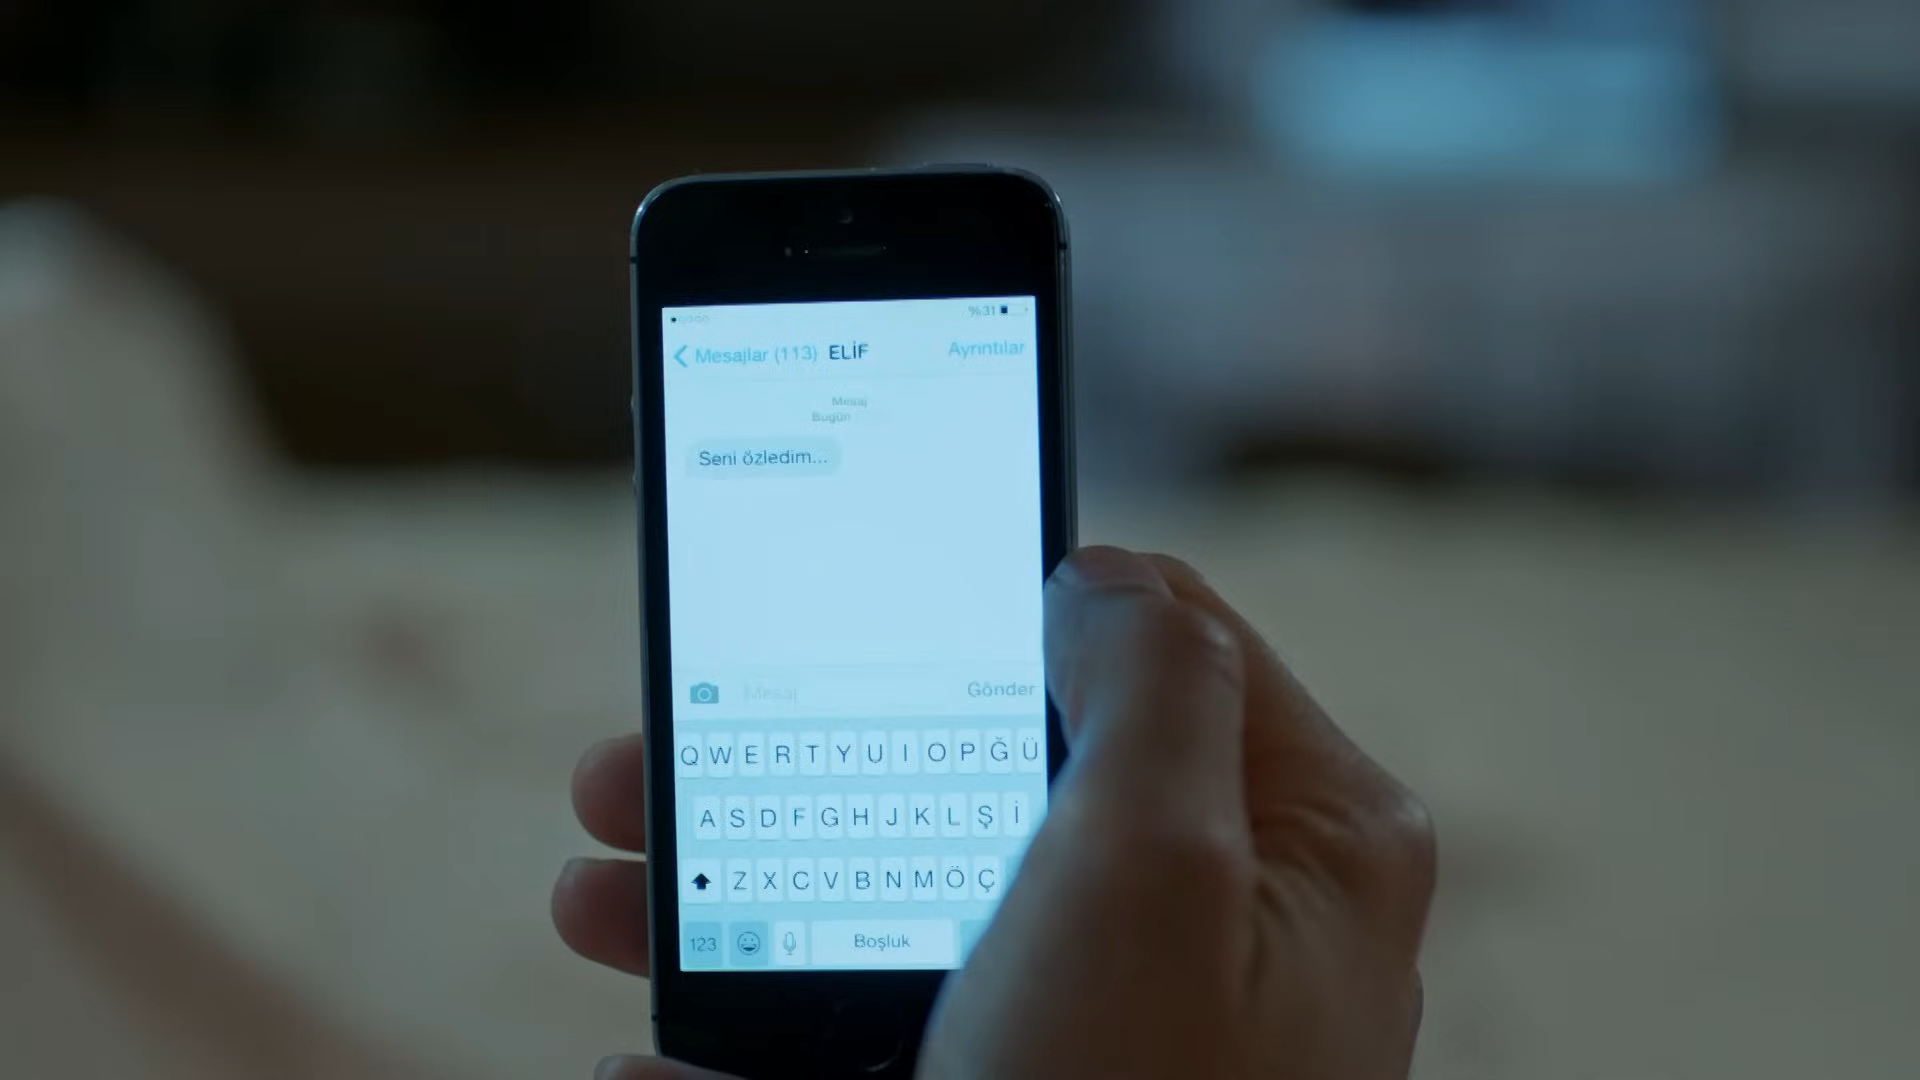 %31
Mesajlar (113) ELİF Ayrıntılar
Mesaj
Bugün
Seni özledim...
Mesaj Gönder
Q W E R T Y U I O P Ğ Ü
A S D F G H J K L Ş İ
Z X C V B N M Ö Ç
123 Boşluk